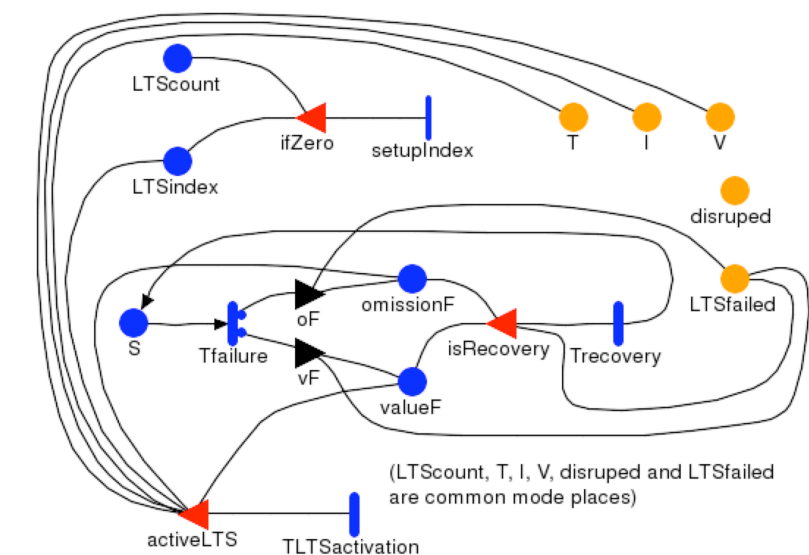 LTScount
ifZero
setupIndex
T
I
V
LTSindex
disruped
omissionF
LTSfailed
oF
S
Tfailure
isRecovery
Trecovery
vF
valueF
(LTScount, T, I, V, disruped and LTSfailed
are common mode places)
activeLTS
TLTSactivation